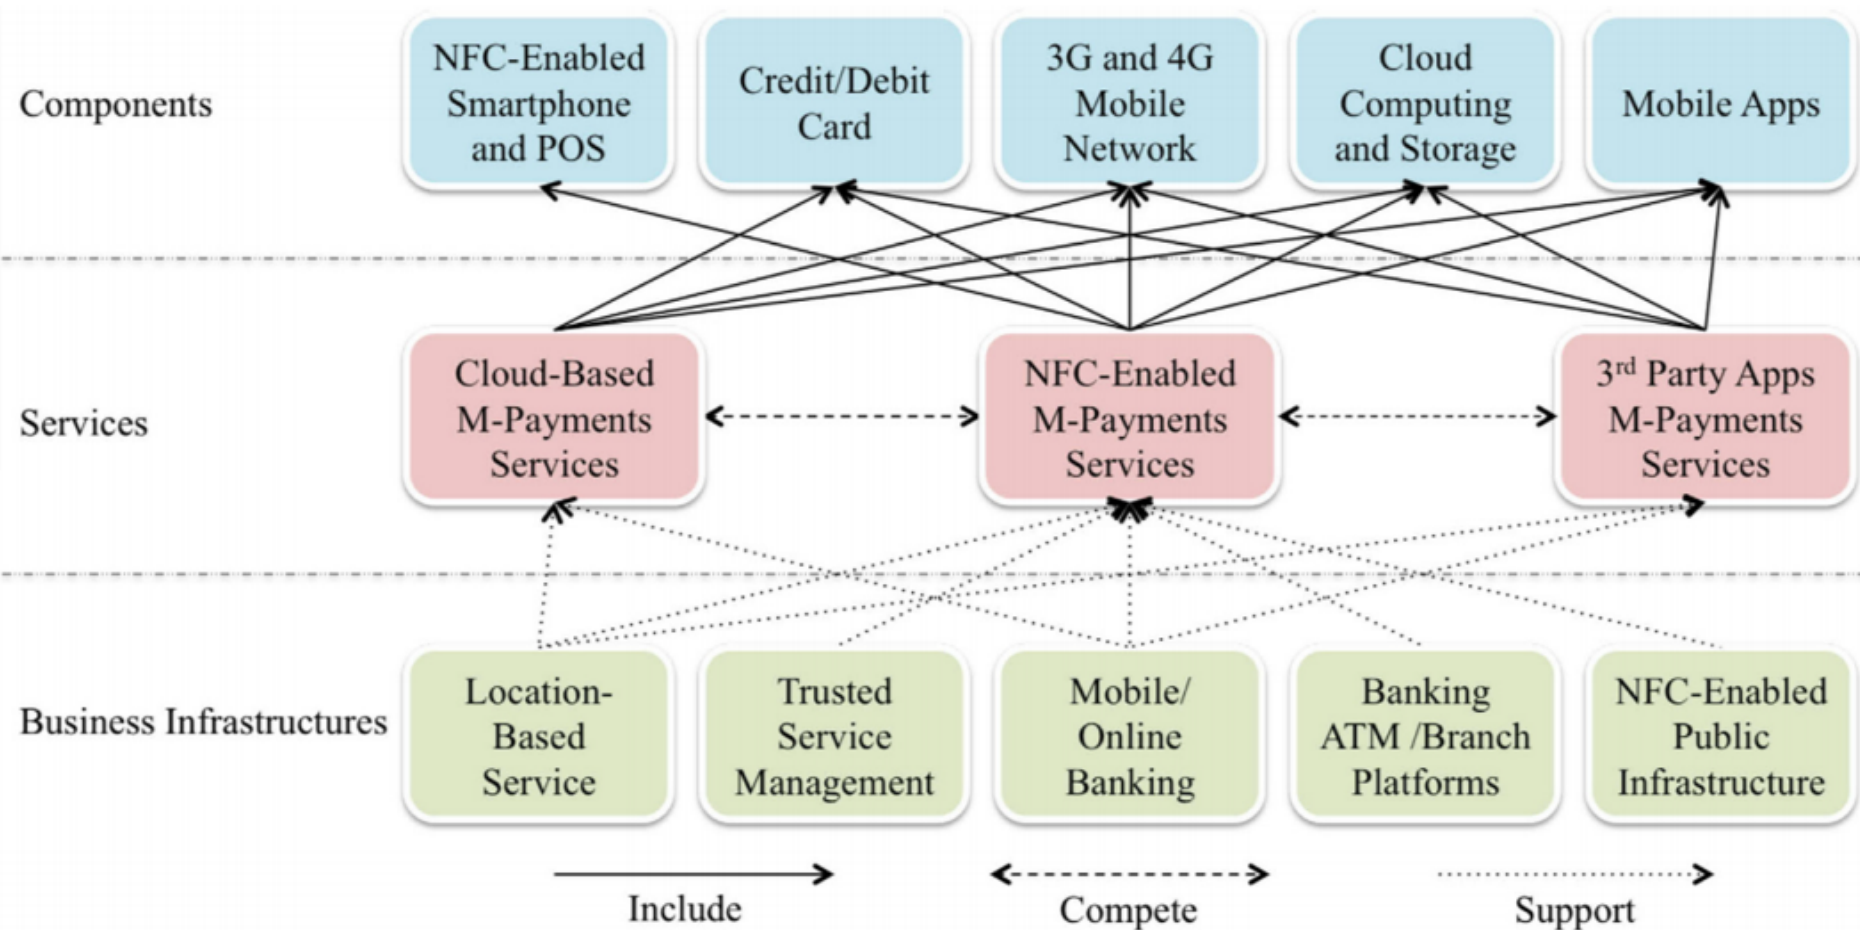 Components
NFC-Enabled
Smartphone
and POS
Credit/Debit
Card
3G and 4G
Mobile
Network
Cloud
Computing
and Storage
Mobile Apps
Services
Cloud-Based
M-Payments
Services
NFC-Enabled
M-Payments
Services
3rd Party Apps
M-Payments
Services
Business Infrastructures
Location-
Based
Service
Trusted
Service
Management
Mobile/
Online
Banking
Banking
ATM /Branch
Platforms
NFC-Enabled
Public
Infrastructure
Include
Compete
Support